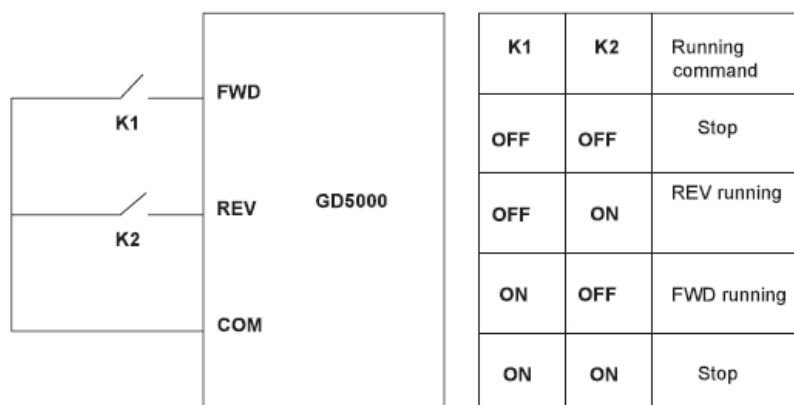 FWD
K1
REV
K2
GD5000
COM
K1 K2 Running
command
OFF OFF Stop
OFF ON REV running
ON OFF FWD running
ON ON Stop